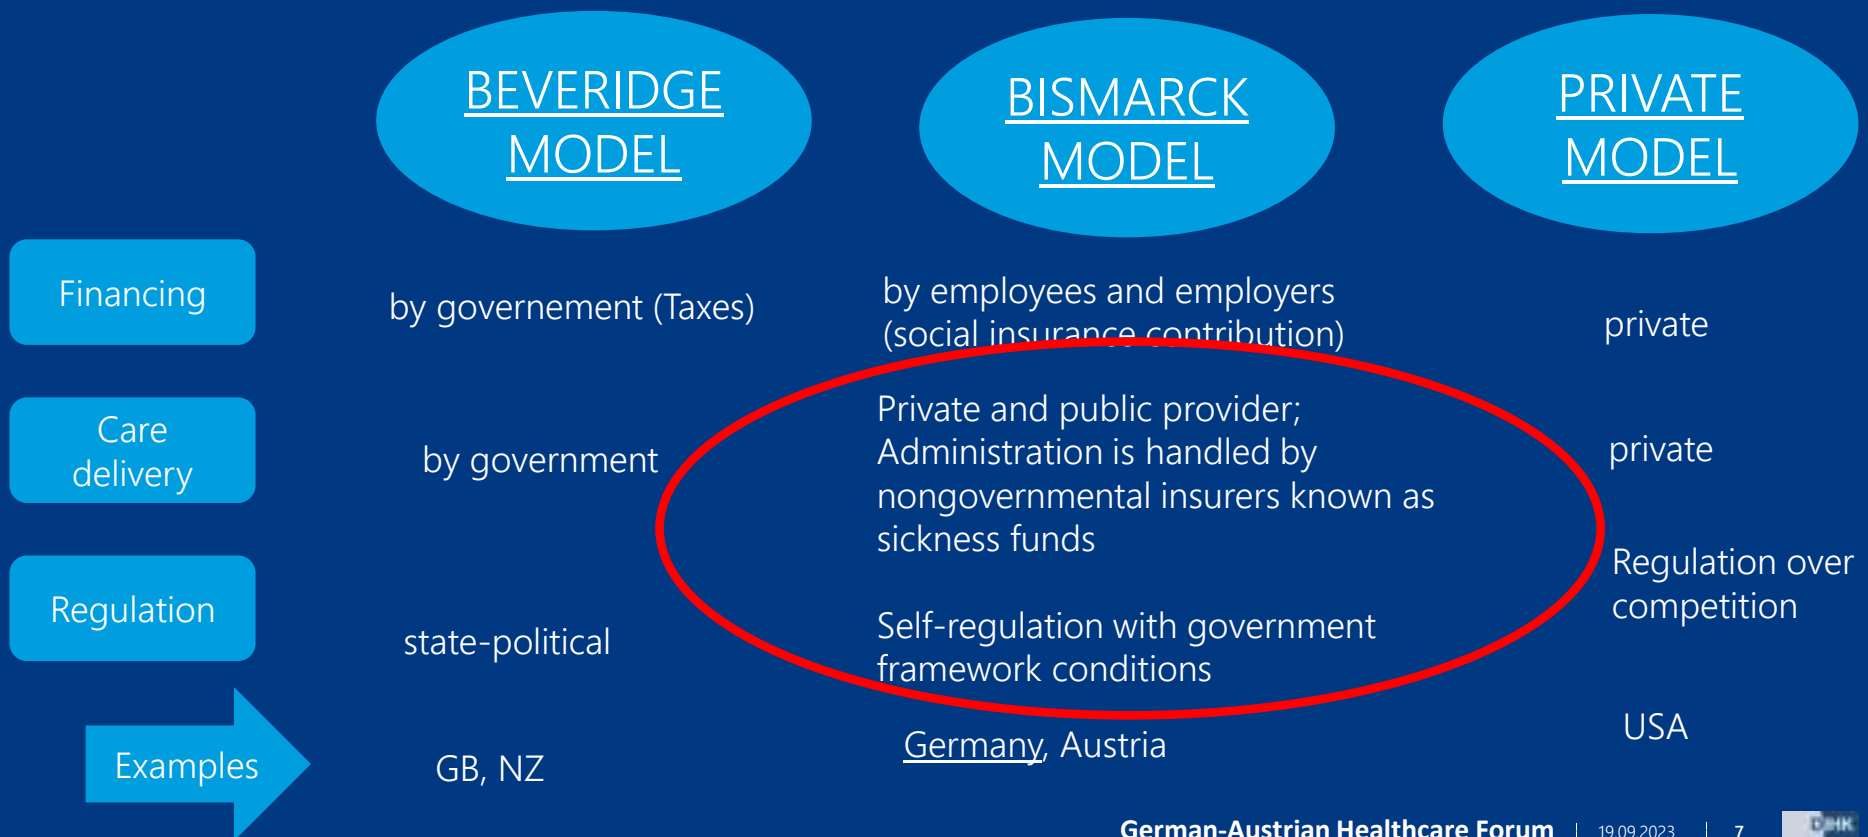 BEVERIDGE
MODEL
BISMARCK
MODEL
PRIVATE
MODEL
Financing
by governement (Taxes)
by employees and employers
(social insurance contribution)
private
Care
delivery
by government
Private and public provider;
Administration is handled by
nongovernmental insurers known as
sickness funds
private
Regulation
state-political
Self-regulation with government
framework conditions
Regulation over
competition
Examples
GB, NZ
Germany, Austria
USA
German-Austrian Healthcare Forum | 19.09.2023 | 7
DIHK